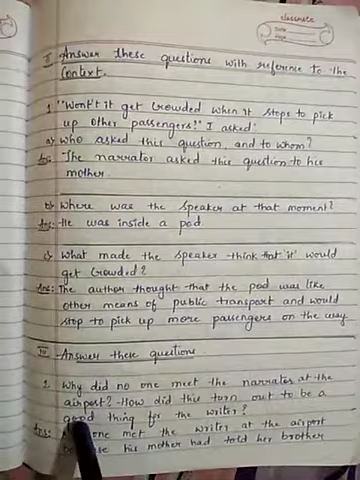 classmate
Date
Page
II Answer these questions with reference to the
Context.
1. "Won't it get Crowded when it stops to pick
up other passengers!" I asked.
a) who asked this question, and to whom?
Ans: The narrator asked this question to his
mother.
b) Where was the speaker at that moment?
Ans: He was inside a pod.
c) What made the speaker think that 'it' would
get Crowded?
Ans: The author thought that the pod was like
other means of public transport and would
stop to pick up more passengers on the way
Answer these questions
1. Why did no one meet the narrator at the
airport? How did this turn out to be a
good thing for the writer?
Ans: one met the writer at the airport
his mother had told her brother